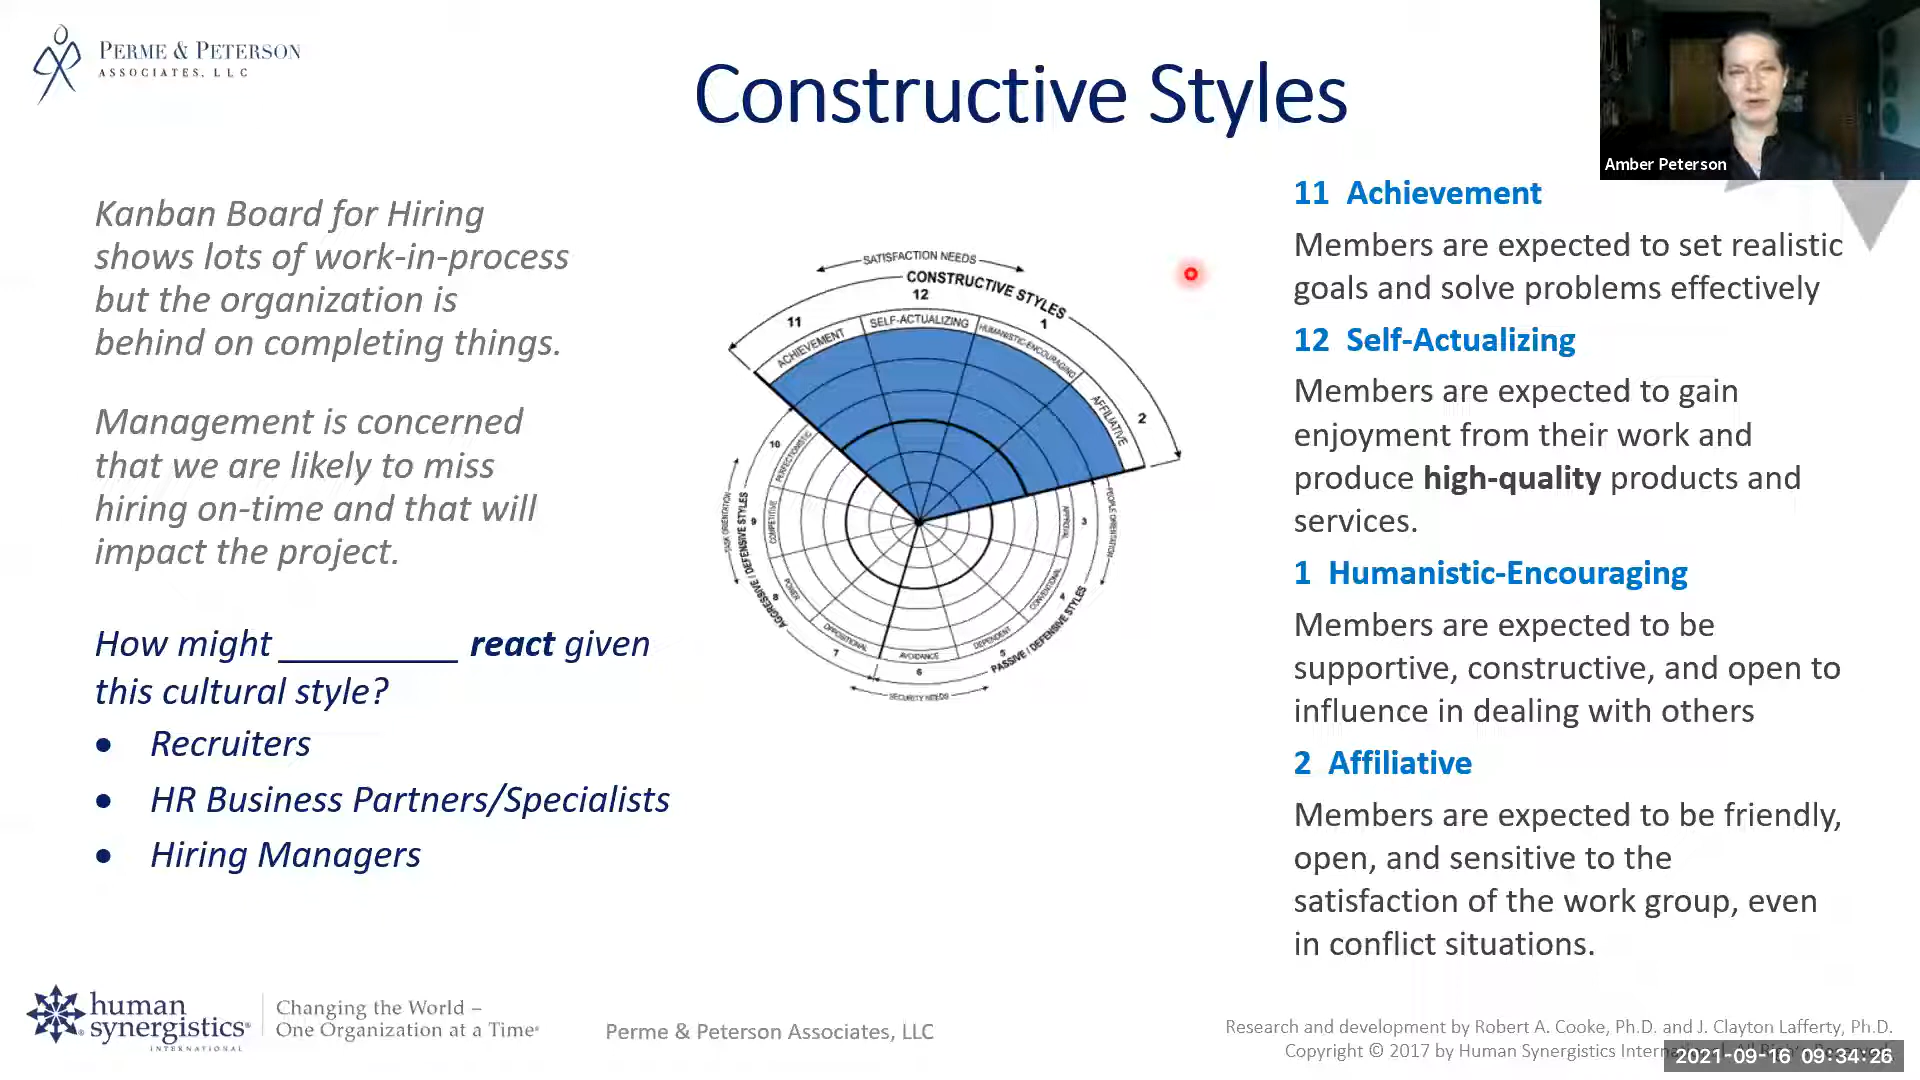 PERME & PETERSON
ASSOCIATES, LLC
Constructive Styles
Amber Peterson
Kanban Board for Hiring
shows lots of work-in-process
but the organization is
behind on completing things.
Management is concerned
that we are likely to miss
hiring on-time and that will
impact the project.
How might __________ react given
this cultural style?
• Recruiters
• HR Business Partners/Specialists
• Hiring Managers
SATISFACTION NEEDS
CONSTRUCTIVE STYLES
12
11
1
ACHIEVEMENT
SELF-ACTUALIZING
HUMANISTIC-ENCOURAGING
AFFILIATIVE
2
10
PERFECTIONISTIC
TASK ORIENTATION
AGGRESSIVE / DEFENSIVE STYLES
9
COMPETITIVE
APPROVAL
3
PEOPLE ORIENTATION
8
POWER
CONVENTIONAL
4
PASSIVE / DEFENSIVE STYLES
OPPOSITIONAL
7
AVOIDANCE
6
DEPENDENT
5
SECURITY NEEDS
11 Achievement
Members are expected to set realistic
goals and solve problems effectively
12 Self-Actualizing
Members are expected to gain
enjoyment from their work and
produce high-quality products and
services.
1 Humanistic-Encouraging
Members are expected to be
supportive, constructive, and open to
influence in dealing with others
2 Affiliative
Members are expected to be friendly,
open, and sensitive to the
satisfaction of the work group, even
in conflict situations.
human
synergistics®
INTERNATIONAL
Changing the World –
One Organization at a Time®
Perme & Peterson Associates, LLC
Research and development by Robert A. Cooke, Ph.D. and J. Clayton Lafferty, Ph.D.
Copyright © 2017 by Human Synergistics
2021-09-16 09:34:26